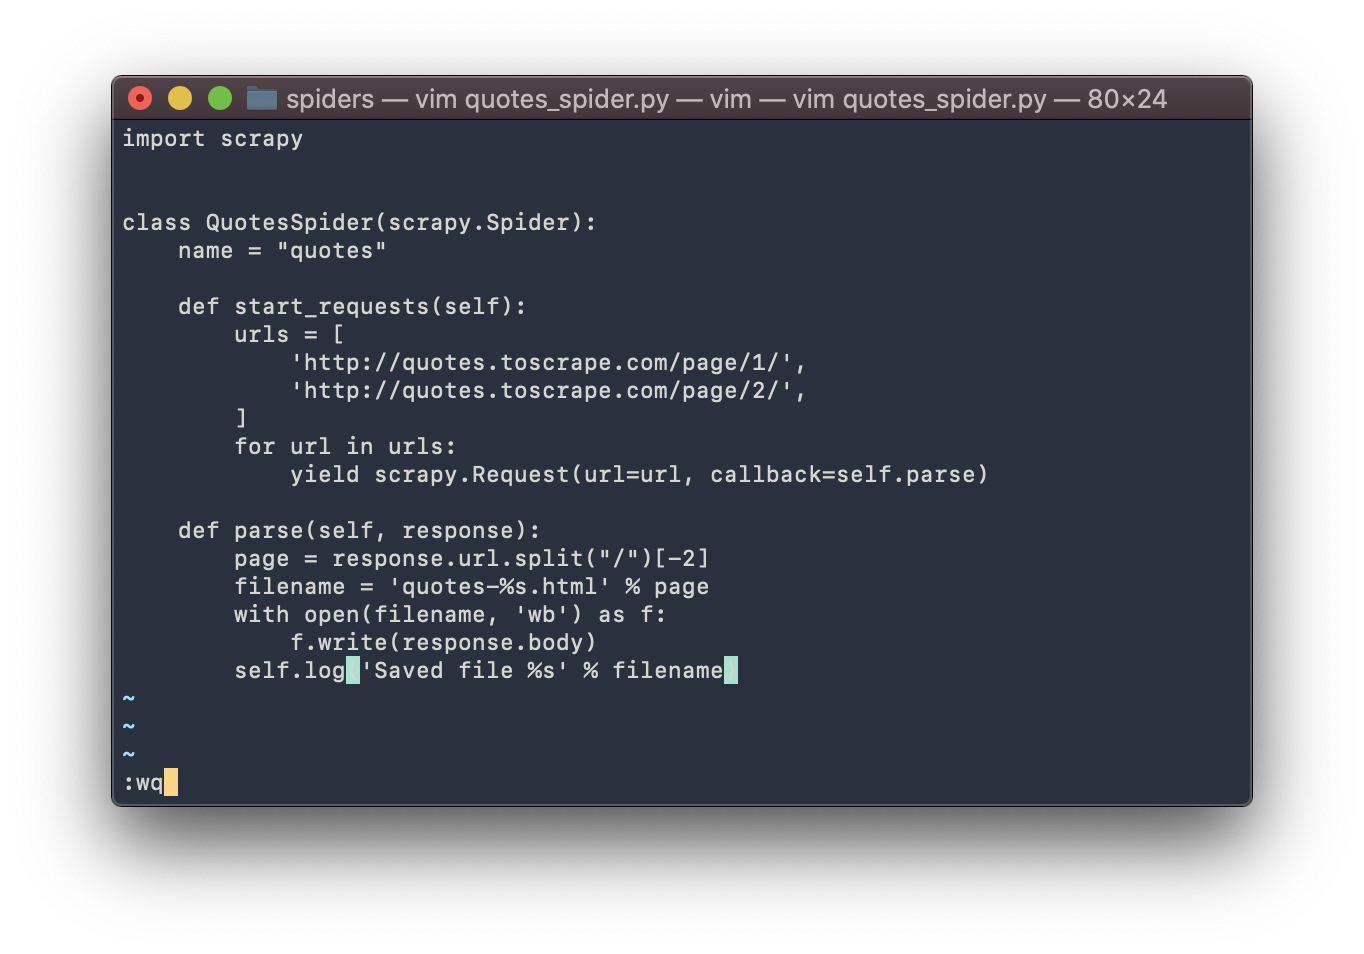 spiders — vim quotes_spider.py — vim — vim quotes_spider.py — 80×24
import scrapy
class QuotesSpider(scrapy.Spider):
    name = "quotes"
    def start_requests(self):
        urls = [
            'http://quotes.toscrape.com/page/1/',
            'http://quotes.toscrape.com/page/2/',
        ]
        for url in urls:
            yield scrapy.Request(url=url, callback=self.parse)
    def parse(self, response):
        page = response.url.split("/")[-2]
        filename = 'quotes-%s.html' % page
        with open(filename, 'wb') as f:
            f.write(response.body)
        self.log('Saved file %s' % filename)
~
~
~
:wq